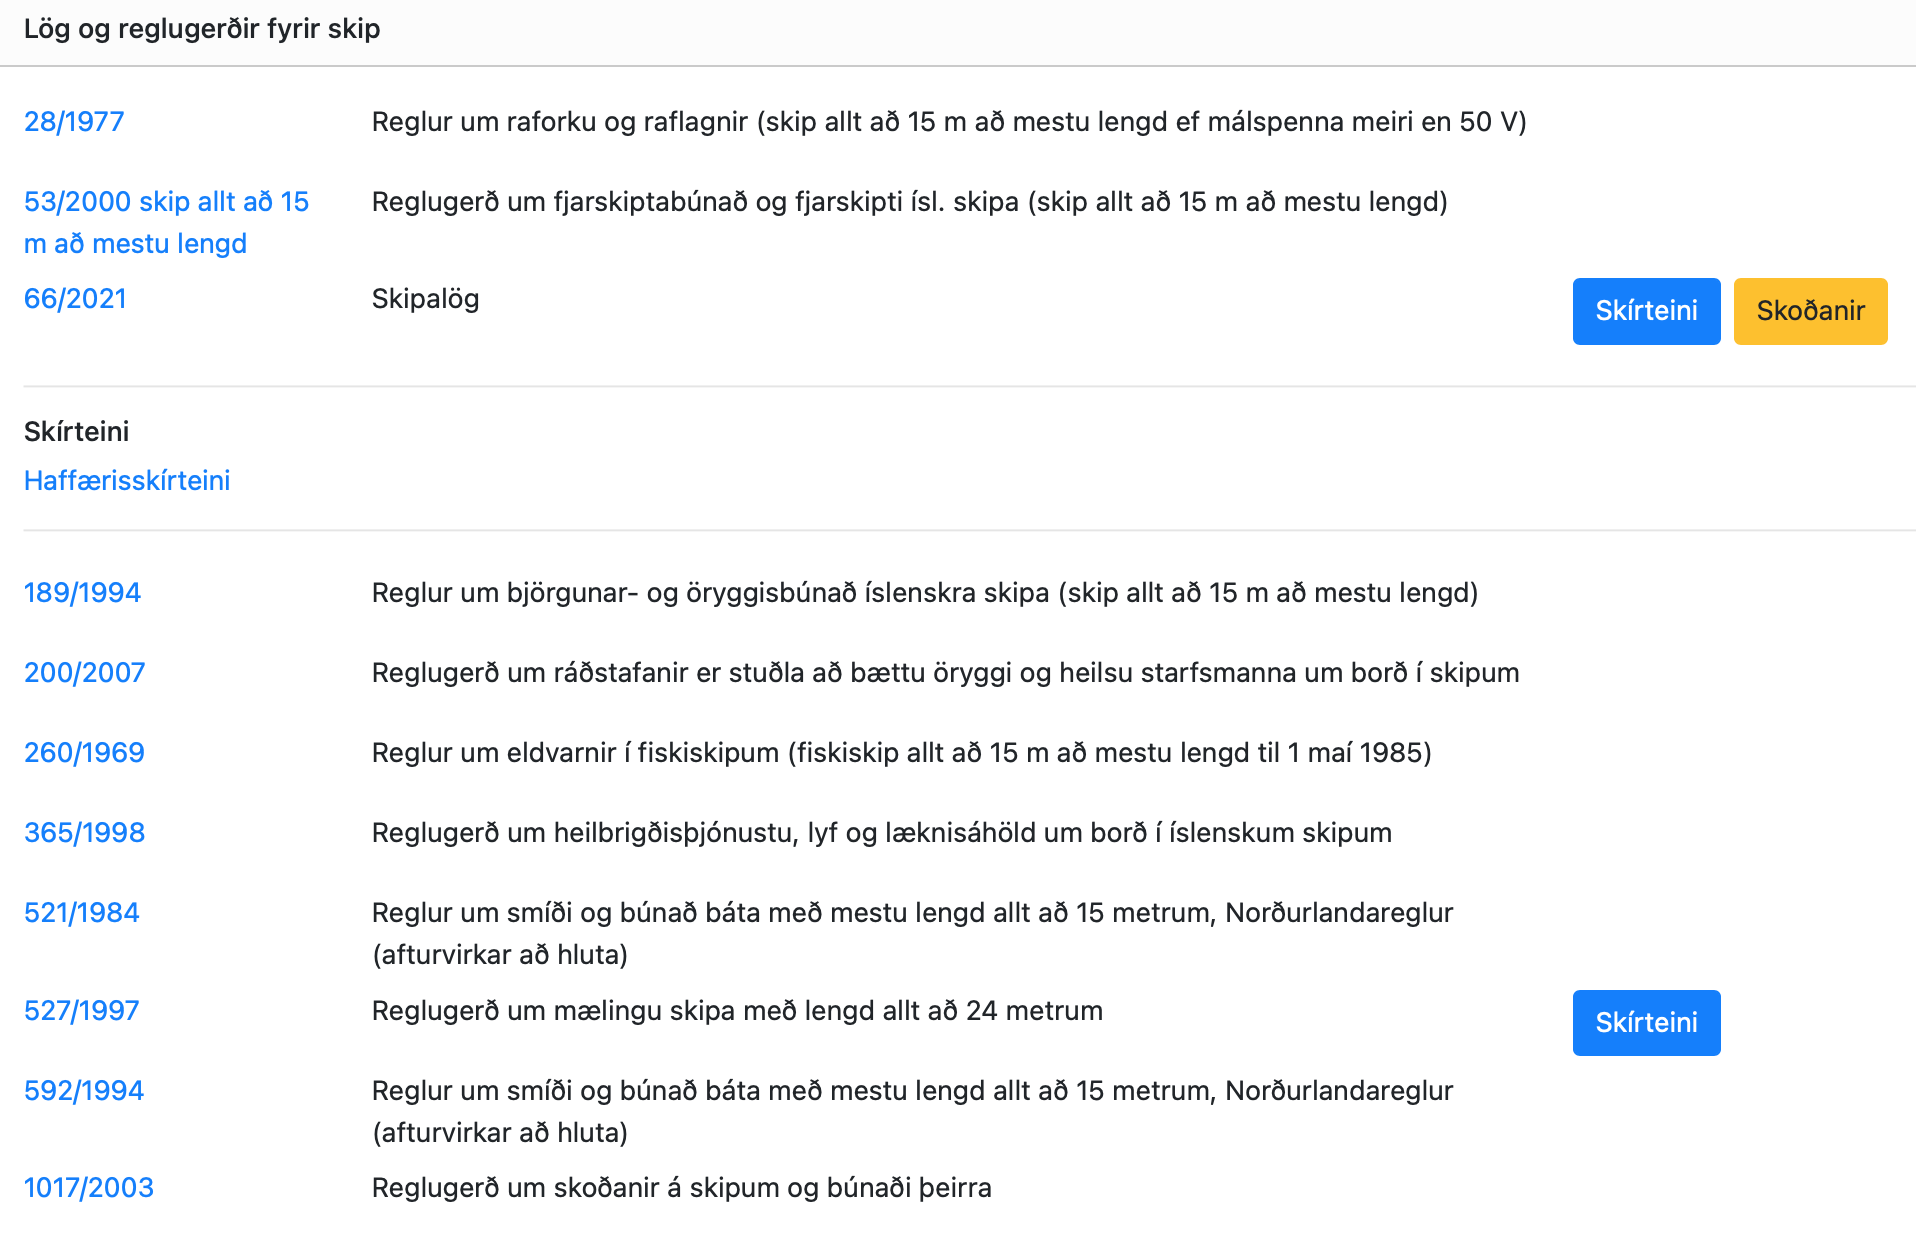 Lög og reglugerðir fyrir skip
28/1977 Reglur um raforku og raflagnir (skip allt að 15 m að mestu lengd ef málspenna meiri en 50 V)
53/2000 skip allt að 15 Reglugerð um fjarskiptabúnað og fjarskipti ísl. skipa (skip allt að 15 m að mestu lengd)
m að mestu lengd
66/2021 Skipalög Skírteini Skoðanir
Skírteini
Haffærisskírteini
189/1994 Reglur um björgunar- og öryggisbúnað íslenskra skipa (skip allt að 15 m að mestu lengd)
200/2007 Reglugerð um ráðstafanir er stuðla að bættu öryggi og heilsu starfsmanna um borð í skipum
260/1969 Reglur um eldvarnir í fiskiskipum (fiskiskip allt að 15 m að mestu lengd til 1 maí 1985)
365/1998 Reglugerð um heilbrigðisþjónustu, lyf og læknisáhöld um borð í íslenskum skipum
521/1984 Reglur um smíði og búnað báta með mestu lengd allt að 15 metrum, Norðurlandareglur
(afturvirkar að hluta)
527/1997 Reglugerð um mælingu skipa með lengd allt að 24 metrum Skírteini
592/1994 Reglur um smíði og búnað báta með mestu lengd allt að 15 metrum, Norðurlandareglur
(afturvirkar að hluta)
1017/2003 Reglugerð um skoðanir á skipum og búnaði þeirra